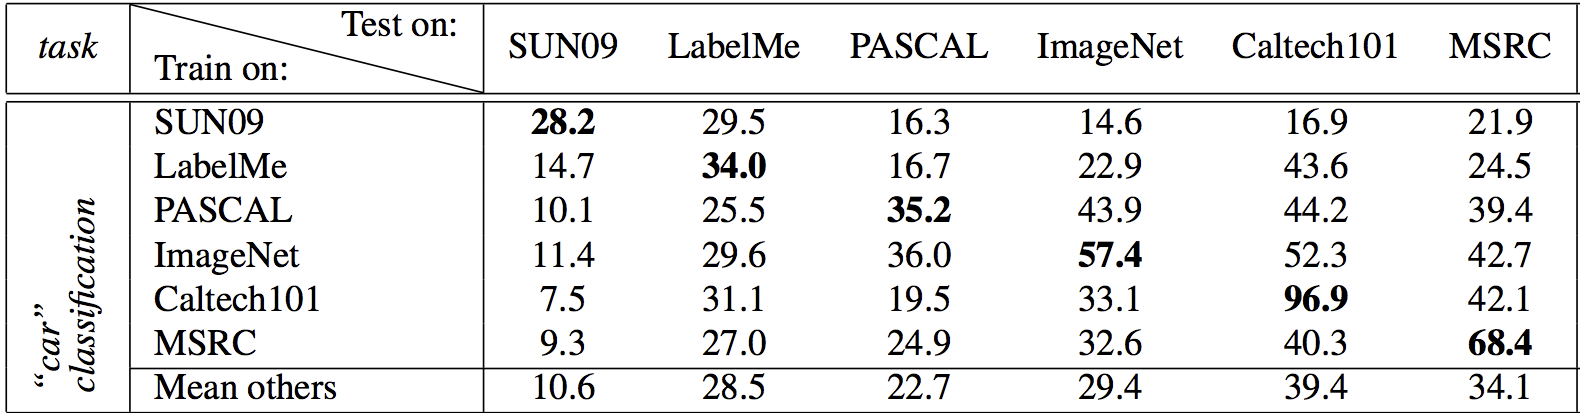 task Test on: Train on: SUN09 LabelMe PASCAL ImageNet Caltech101 MSRC
“car” classification
SUN09 28.2 29.5 16.3 14.6 16.9 21.9
LabelMe 14.7 34.0 16.7 22.9 43.6 24.5
PASCAL 10.1 25.5 35.2 43.9 44.2 39.4
ImageNet 11.4 29.6 36.0 57.4 52.3 42.7
Caltech101 7.5 31.1 19.5 33.1 96.9 42.1
MSRC 9.3 27.0 24.9 32.6 40.3 68.4
Mean others 10.6 28.5 22.7 29.4 39.4 34.1